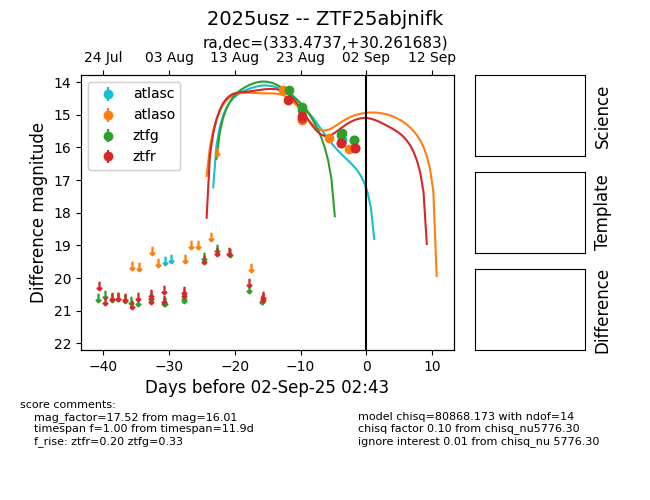 2025usz -- ZTF25abjnifk
ra,dec=(333.4737,+30.261683)
24 Jul 03 Aug 13 Aug 23 Aug 02 Sep 12 Sep
atlasc
atlaso
ztfg
ztfr
14
15
16
17
18
19
20
21
22
Difference magnitude
−40 −30 −20 −10 0 10
Days before 02-Sep-25 02:43
Science
Template
Difference
score comments:
mag_factor=17.52 from mag=16.01
timespan f=1.00 from timespan=11.9d
f_rise: ztfr=0.20 ztfg=0.33
model chisq=80868.173 with ndof=14
chisq factor 0.10 from chisq_nu5776.30
ignore interest 0.01 from chisq_nu 5776.30